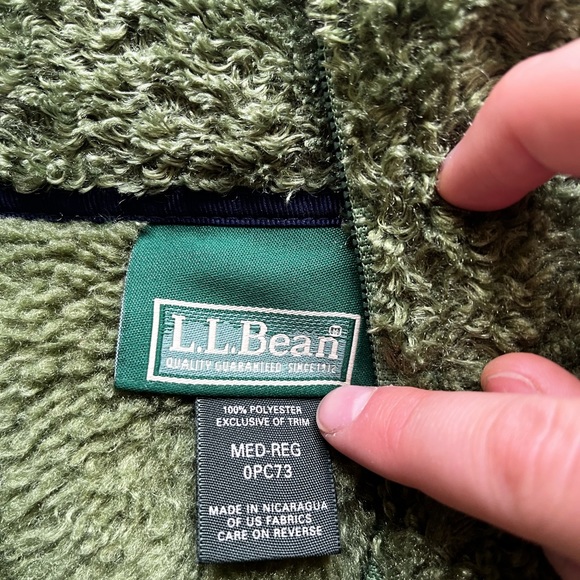 L.L.Bean
QUALITY GUARANTEED SINCE 1912
100% POLYESTER
EXCLUSIVE OF TRIM
MED-REG
0PC73
MADE IN NICARAGUA
OF US FABRICS
CARE ON REVERSE